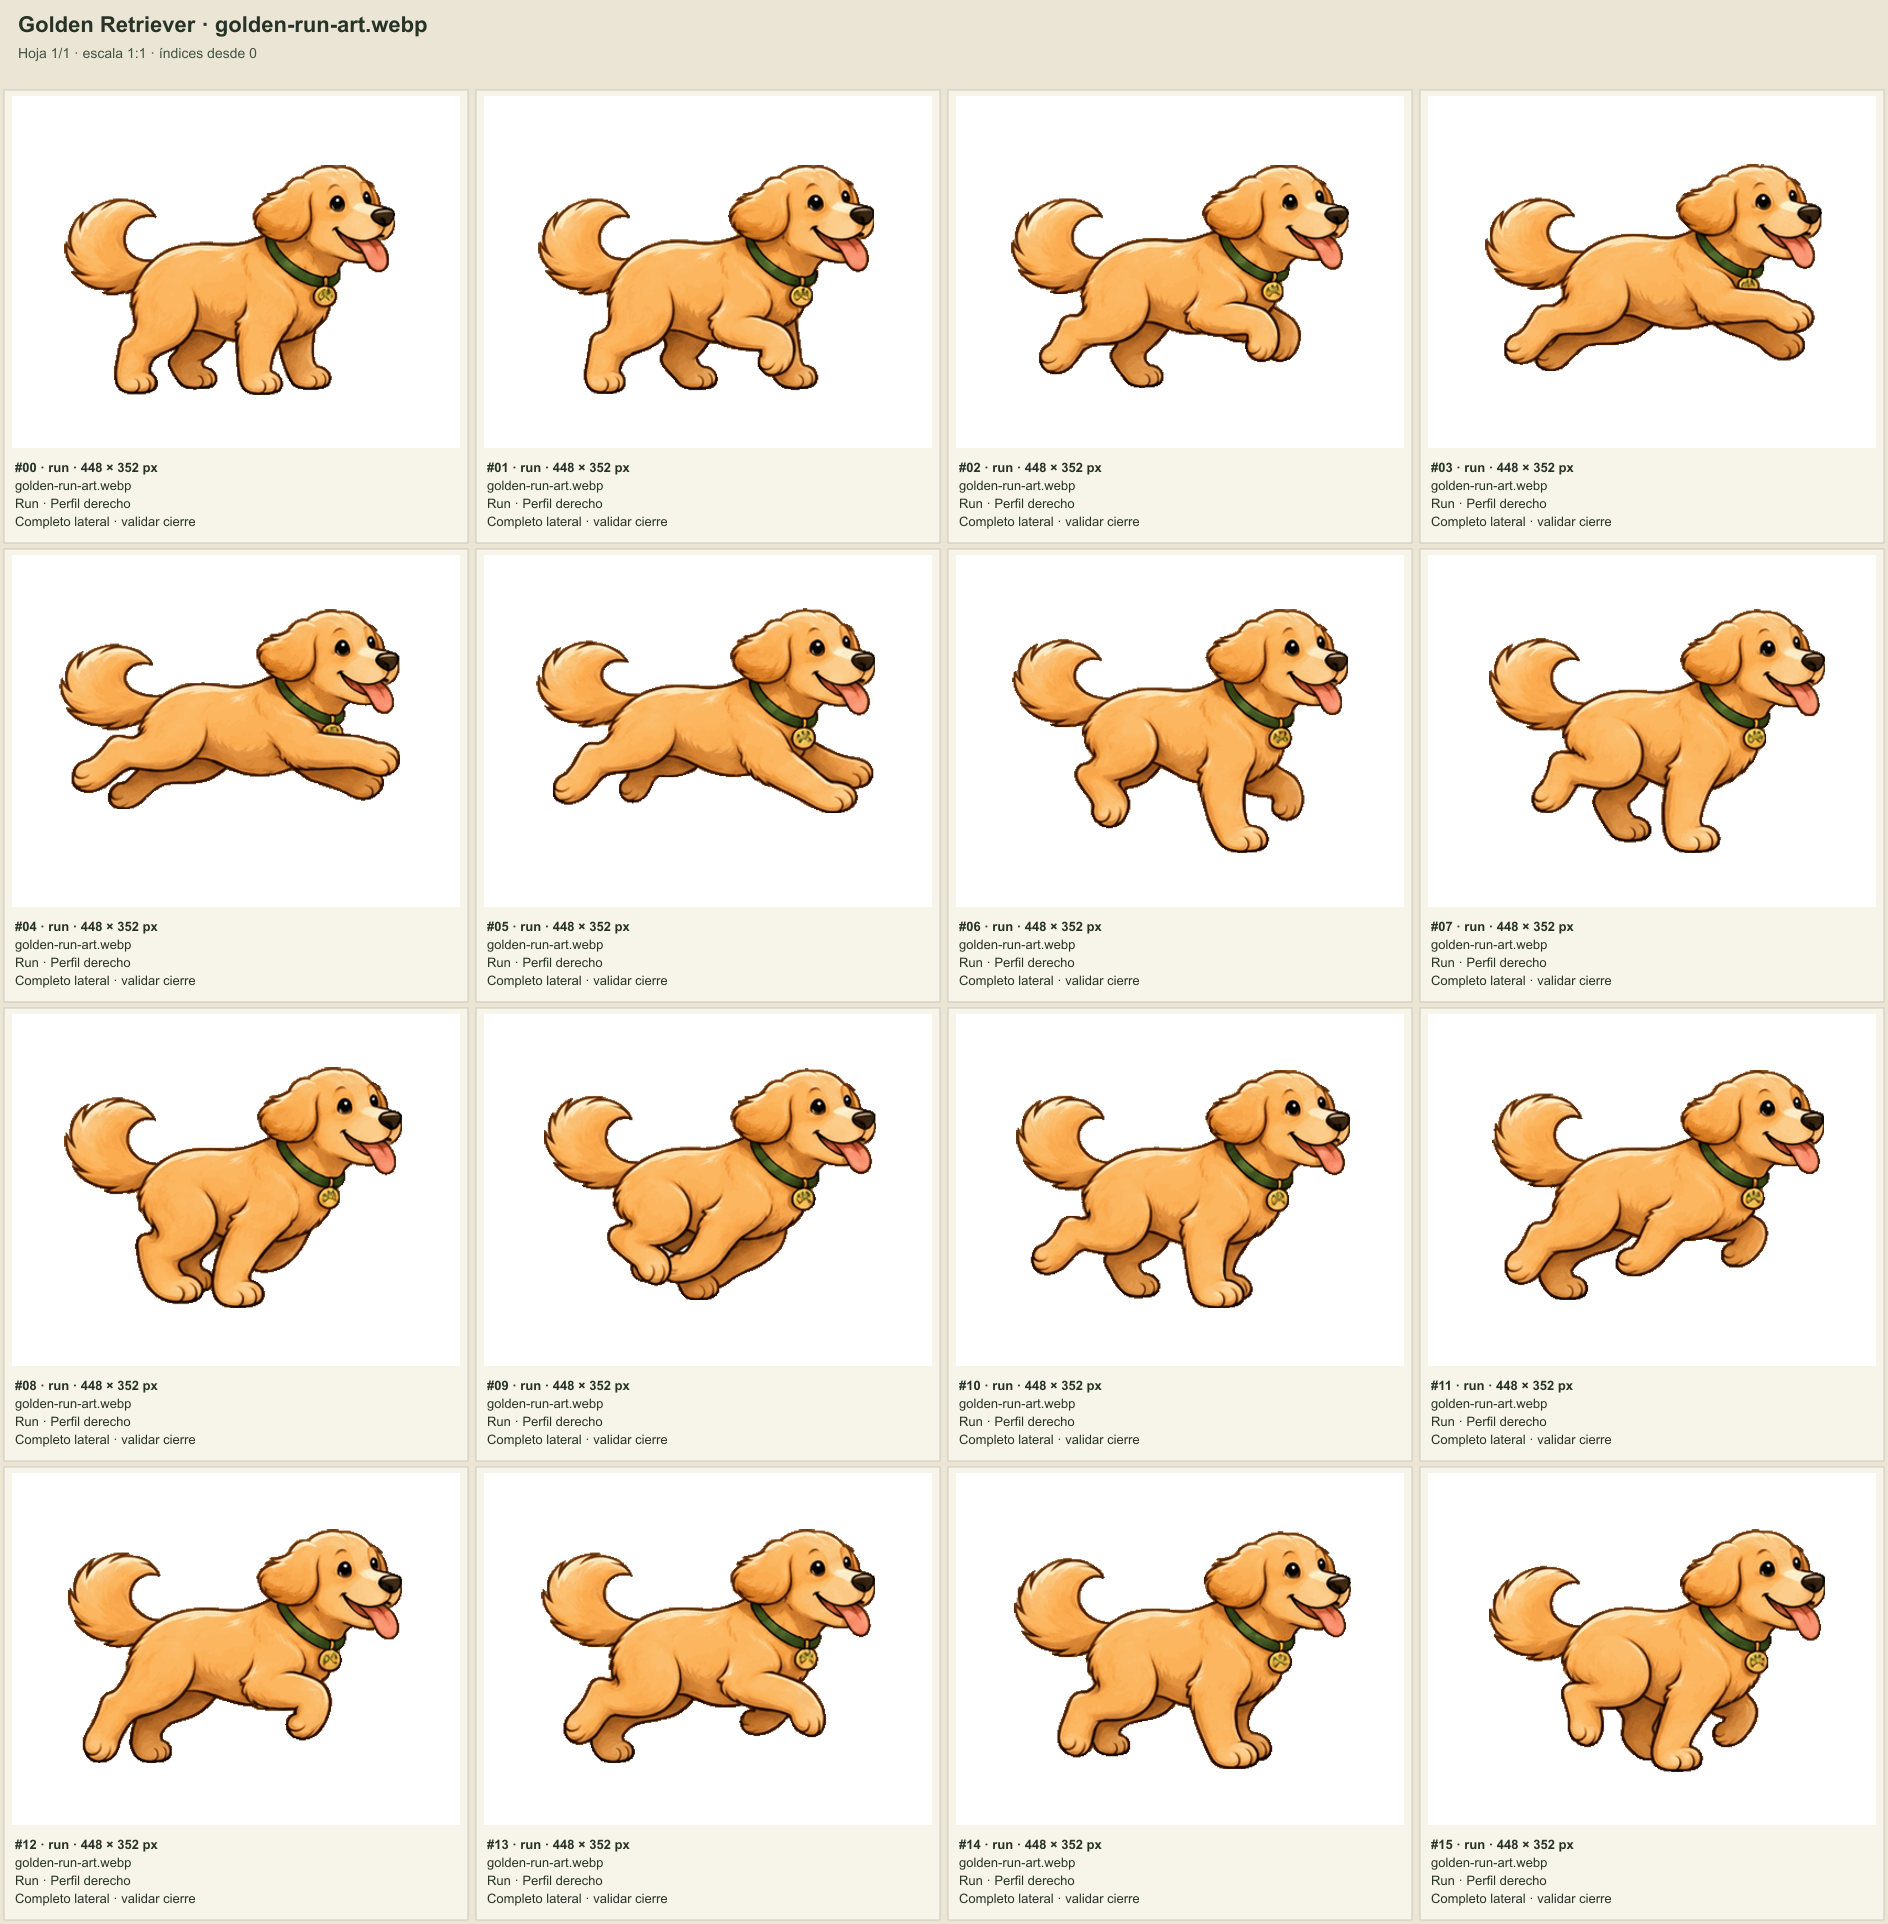 Golden Retriever · golden-run-art.webp
Hoja 1/1 · escala 1:1 · índices desde 0
#00 · run · 448 × 352 px
golden-run-art.webp
Run · Perfil derecho
Completo lateral · validar cierre
#01 · run · 448 × 352 px
golden-run-art.webp
Run · Perfil derecho
Completo lateral · validar cierre
#02 · run · 448 × 352 px
golden-run-art.webp
Run · Perfil derecho
Completo lateral · validar cierre
#03 · run · 448 × 352 px
golden-run-art.webp
Run · Perfil derecho
Completo lateral · validar cierre
#04 · run · 448 × 352 px
golden-run-art.webp
Run · Perfil derecho
Completo lateral · validar cierre
#05 · run · 448 × 352 px
golden-run-art.webp
Run · Perfil derecho
Completo lateral · validar cierre
#06 · run · 448 × 352 px
golden-run-art.webp
Run · Perfil derecho
Completo lateral · validar cierre
#07 · run · 448 × 352 px
golden-run-art.webp
Run · Perfil derecho
Completo lateral · validar cierre
#08 · run · 448 × 352 px
golden-run-art.webp
Run · Perfil derecho
Completo lateral · validar cierre
#09 · run · 448 × 352 px
golden-run-art.webp
Run · Perfil derecho
Completo lateral · validar cierre
#10 · run · 448 × 352 px
golden-run-art.webp
Run · Perfil derecho
Completo lateral · validar cierre
#11 · run · 448 × 352 px
golden-run-art.webp
Run · Perfil derecho
Completo lateral · validar cierre
#12 · run · 448 × 352 px
golden-run-art.webp
Run · Perfil derecho
Completo lateral · validar cierre
#13 · run · 448 × 352 px
golden-run-art.webp
Run · Perfil derecho
Completo lateral · validar cierre
#14 · run · 448 × 352 px
golden-run-art.webp
Run · Perfil derecho
Completo lateral · validar cierre
#15 · run · 448 × 352 px
golden-run-art.webp
Run · Perfil derecho
Completo lateral · validar cierre